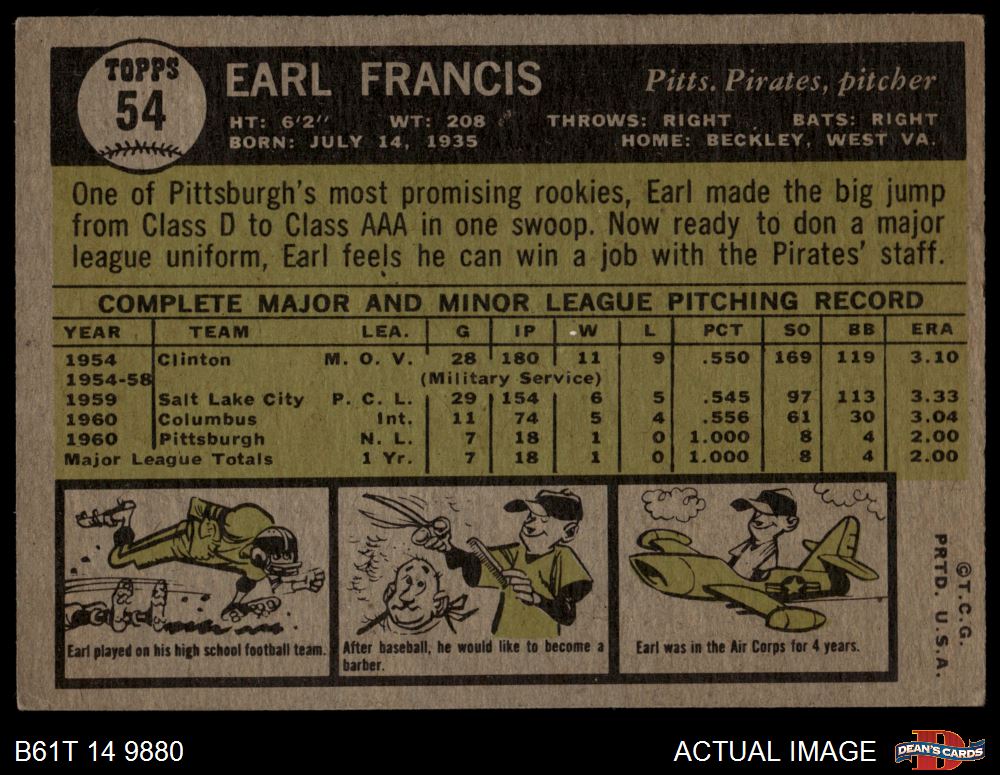 TOPPS
54
EARL FRANCIS
Pitts. Pirates, pitcher
HT: 6'2" WT: 208 THROWS: RIGHT BATS: RIGHT
BORN: JULY 14, 1935 HOME: BECKLEY, WEST VA.
One of Pittsburgh's most promising rookies, Earl made the big jump
from Class D to Class AAA in one swoop. Now ready to don a major
league uniform, Earl feels he can win a job with the Pirates' staff.
COMPLETE MAJOR AND MINOR LEAGUE PITCHING RECORD
YEAR TEAM LEA. G IP W L PCT SO BB ERA
1954 Clinton M. O. V. 28 180 11 9 .550 169 119 3.10
1954-58 (Military Service)
1959 Salt Lake City P. C. L. 29 154 6 5 .545 97 113 3.33
1960 Columbus Int. 11 74 5 4 .556 61 30 3.04
1960 Pittsburgh N. L. 7 18 1 0 1.000 8 4 2.00
Major League Totals 1 Yr. 7 18 1 0 1.000 8 4 2.00
Earl played on his high school football team.
After baseball, he would like to become a
barber.
Earl was in the Air Corps for 4 years.
©T.C.G.
PRTD. U.S.A.
B61T 14 9880
ACTUAL IMAGE
D
DEAN'S CARDS